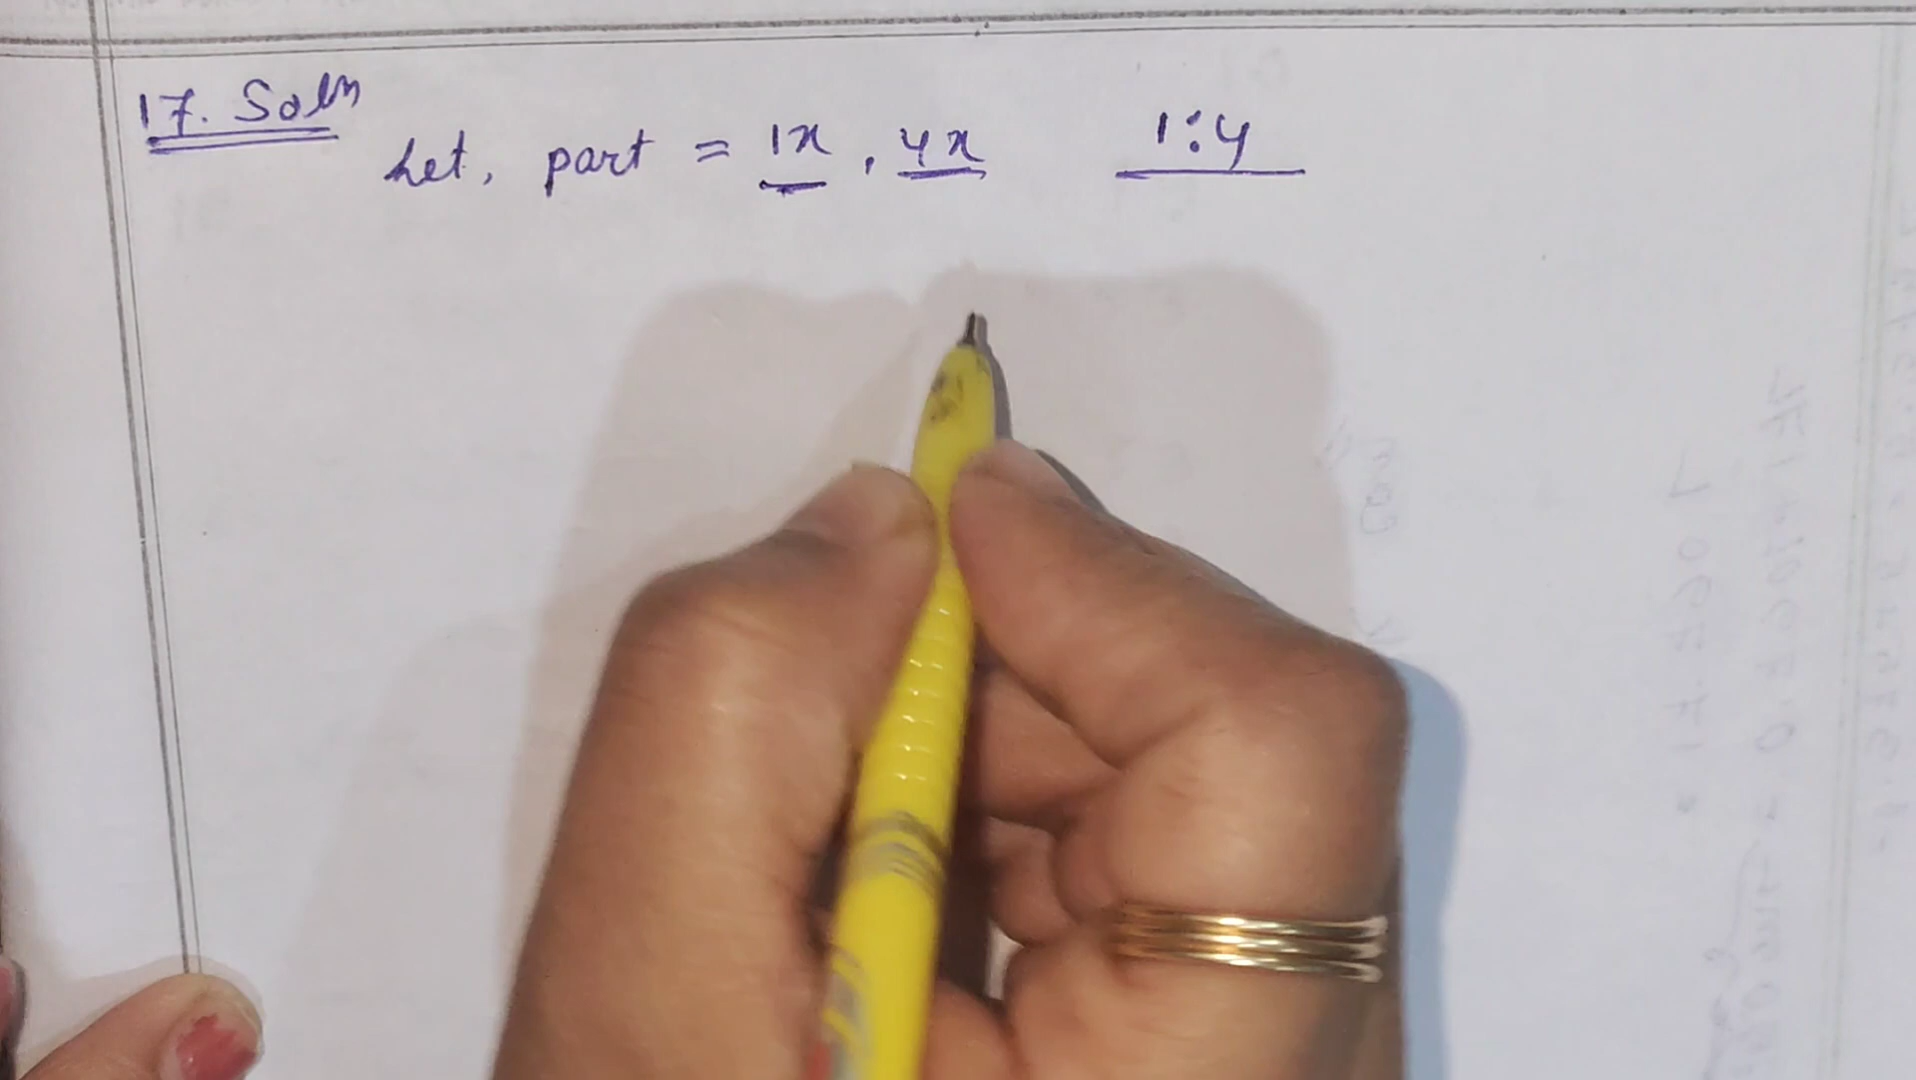 17. Soln
Let, part = 1x, 4x 1:4